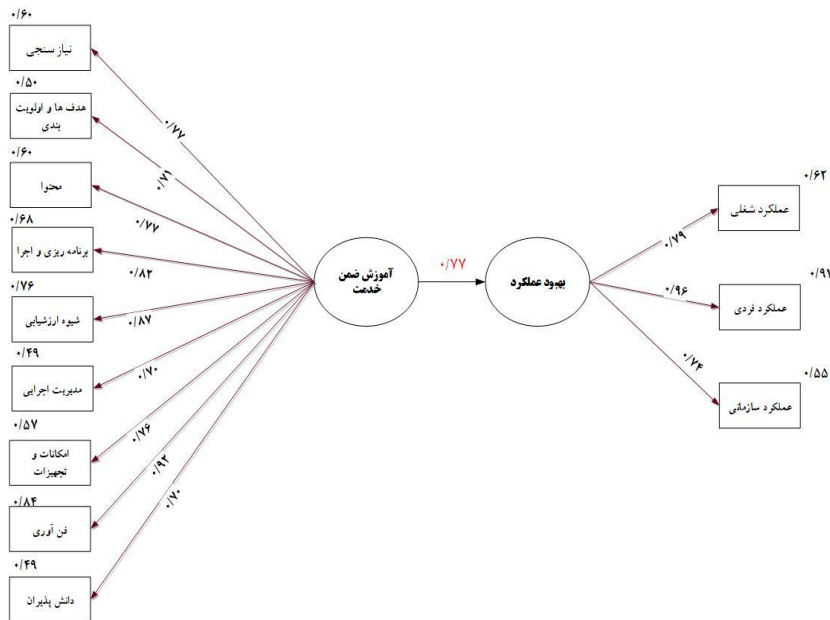 ۰/۶۰
نیاز سنجی
۰/۵۰
هدف ها و اولویت
بندی
۰/۶۰
محتوا
۰/۶۸
برنامه ریزی و اجرا
۰/۷۶
شیوه ارزشیابی
۰/۴۹
مدیریت اجرایی
۰/۵۷
امکانات و
تجهیزات
۰/۸۴
فن آوری
۰/۴۹
دانش پذیران
۰/۷۷
۰/۷۱
۰/۷۷
۰/۸۲
۰/۸۷
۰/۷۰
۰/۷۶
۰/۹۲
۰/۷۰
آموزش ضمن
خدمت
۰/۷۷
بهبود عملکرد
۰/۷۹
۰/۹۶
۰/۷۴
۰/۶۲
عملکرد شغلی
عملکرد فردی
۰/۵۵
عملکرد سازمانی